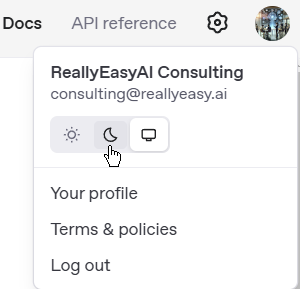 Docs API reference
ReallyEasyAI Consulting
consulting@reallyeasy.ai
Your profile
Terms & policies
Log out